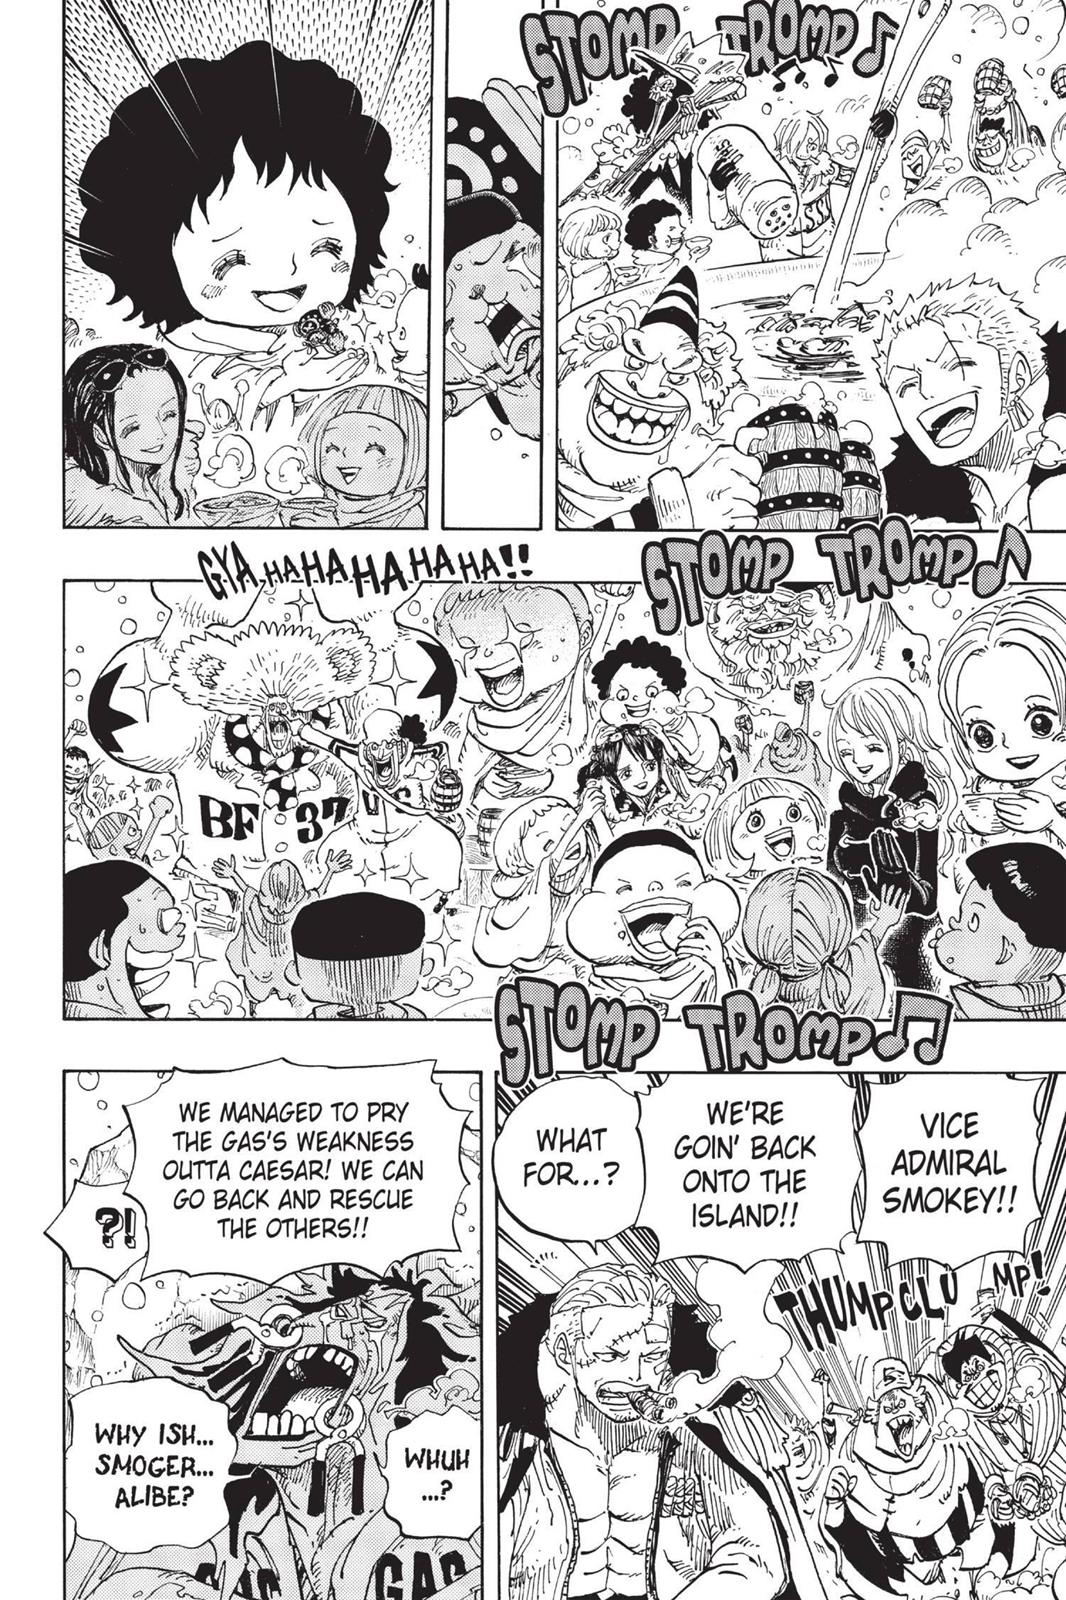 STOMP TROMP♪
STOMP TROMP♪
GYA HA HA HA HA HA HA!!
BF 37
STOMP TROMP♫
VICE
ADMIRAL
SMOKEY!!
WE'RE
GOIN' BACK
ONTO THE
ISLAND!!
WHAT
FOR...?
THUMP CLUMP!
WE MANAGED TO PRY
THE GAS'S WEAKNESS
OUTTA CAESAR! WE CAN
GO BACK AND RESCUE
THE OTHERS!!
?!
WHUH
...?
WHY ISH...
SMOGER...
ALIBE?
GAS